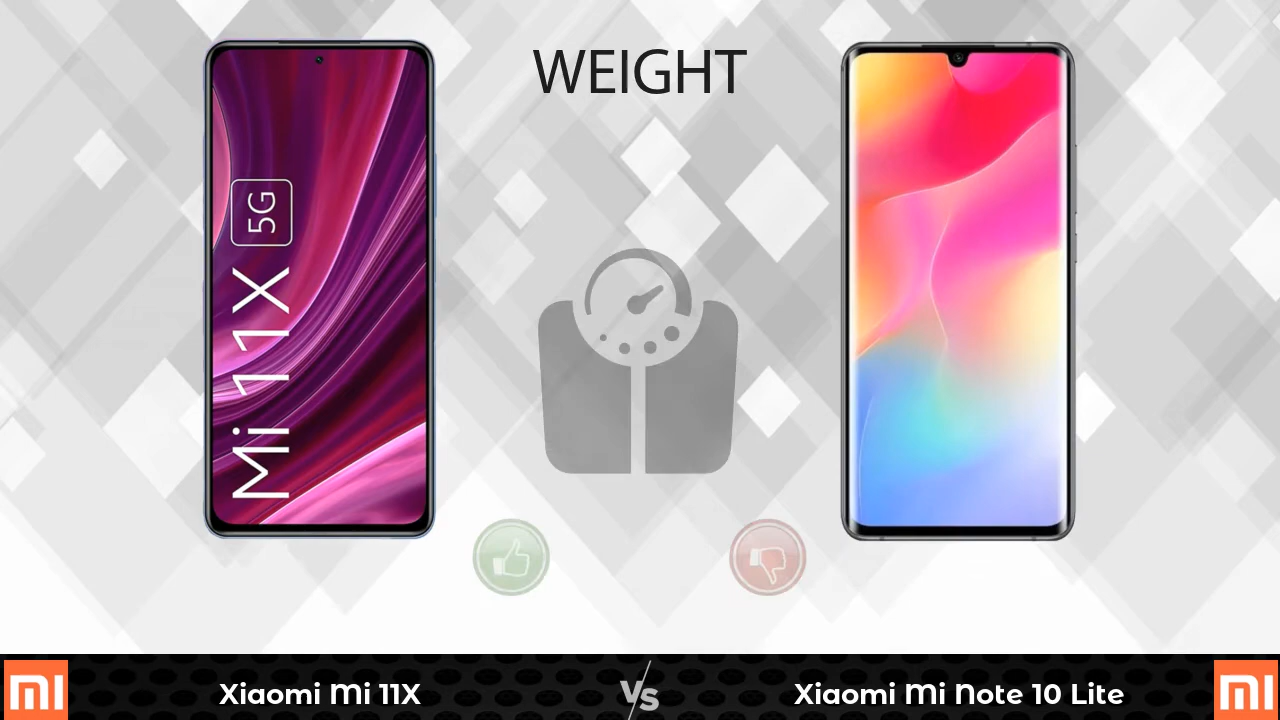 WEIGHT
Mi 11X 5G
mi
Xiaomi Mi 11X
Vs
Xiaomi Mi Note 10 Lite
mi